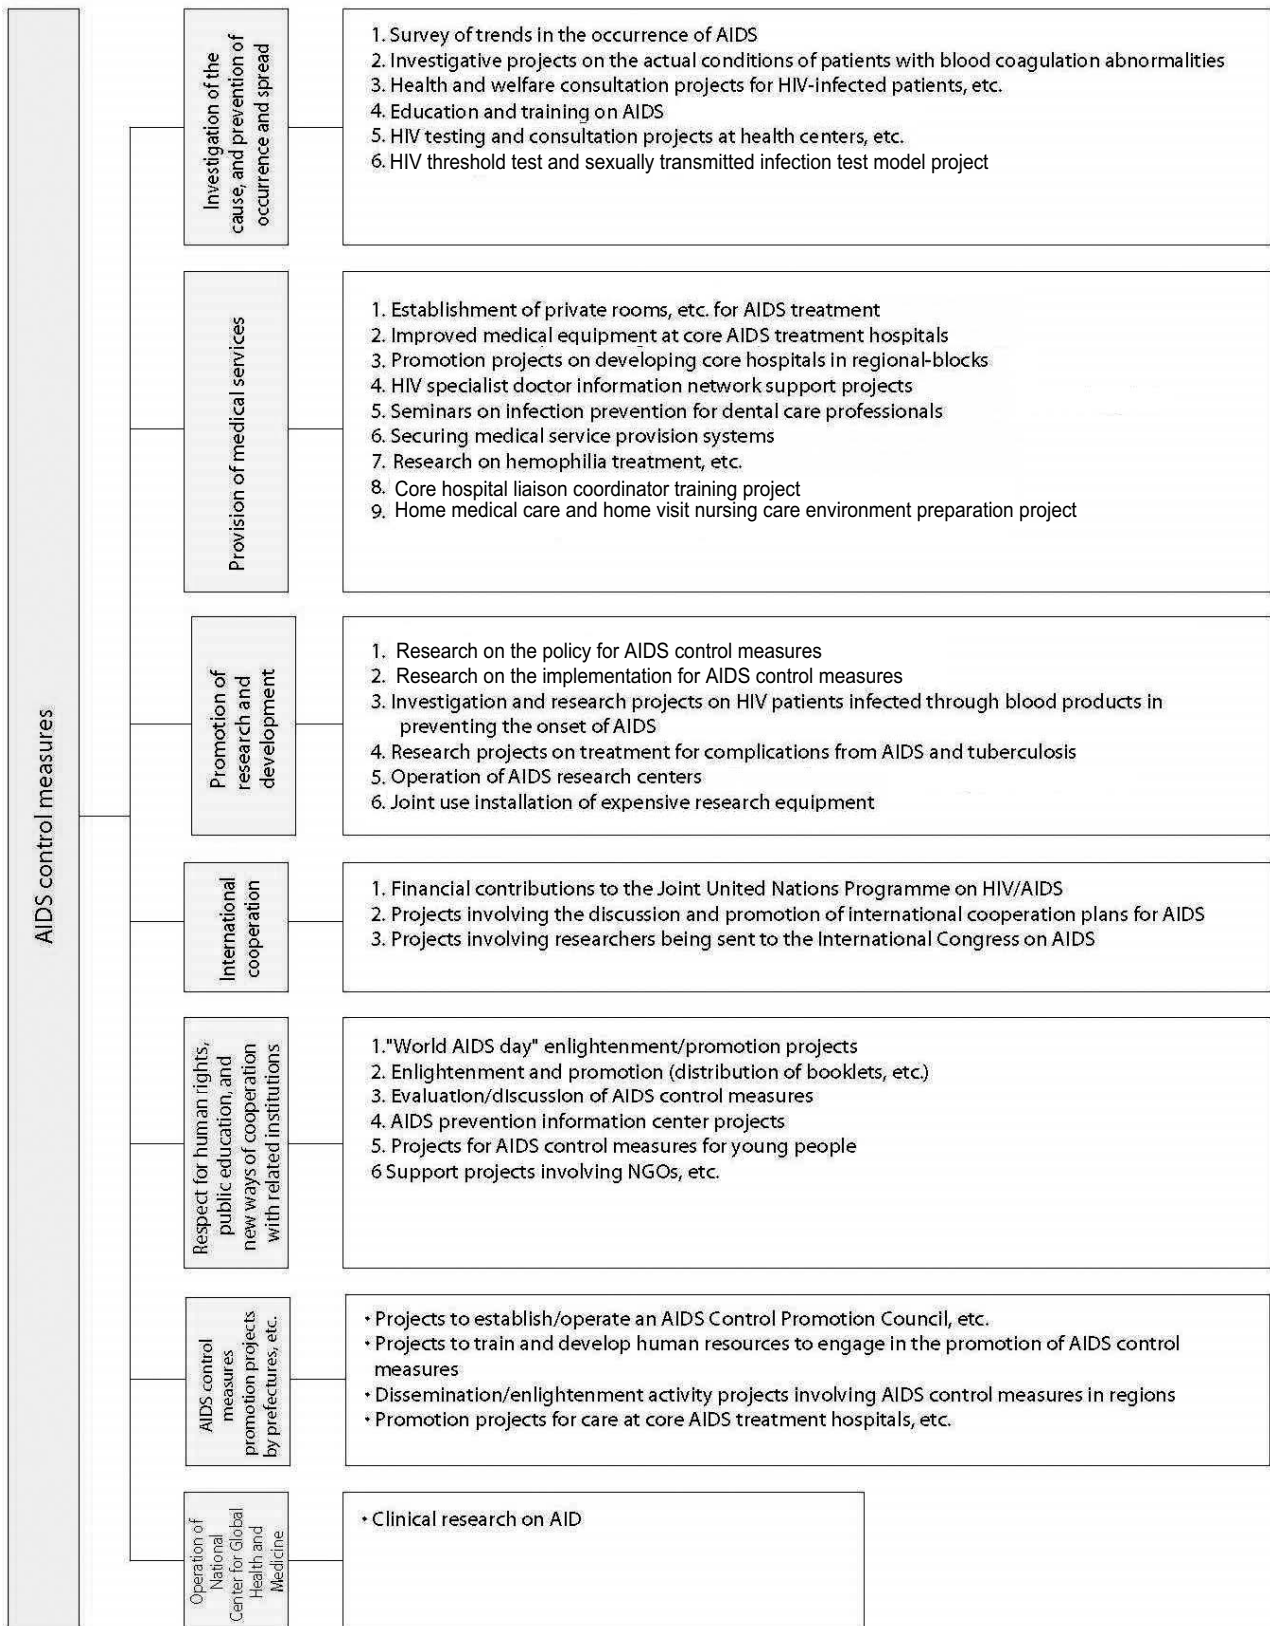 AIDS control measures
Investigation of the
cause, and prevention of
occurrence and spread
1. Survey of trends in the occurrence of AIDS
2. Investigative projects on the actual conditions of patients with blood coagulation abnormalities
3. Health and welfare consultation projects for HIV-infected patients, etc.
4. Education and training on AIDS
5. HIV testing and consultation projects at health centers, etc.
6. HIV threshold test and sexually transmitted infection test model project
Provision of medical services
1. Establishment of private rooms, etc. for AIDS treatment
2. Improved medical equipment at core AIDS treatment hospitals
3. Promotion projects on developing core hospitals in regional-blocks
4. HIV specialist doctor information network support projects
5. Seminars on infection prevention for dental care professionals
6. Securing medical service provision systems
7. Research on hemophilia treatment, etc.
8. Core hospital liaison coordinator training project
9. Home medical care and home visit nursing care environment preparation project
Promotion of
research and
development
1. Research on the policy for AIDS control measures
2. Research on the implementation for AIDS control measures
3. Investigation and research projects on HIV patients infected through blood products in
preventing the onset of AIDS
4. Research projects on treatment for complications from AIDS and tuberculosis
5. Operation of AIDS research centers
6. Joint use installation of expensive research equipment
International
cooperation
1. Financial contributions to the Joint United Nations Programme on HIV/AIDS
2. Projects involving the discussion and promotion of international cooperation plans for AIDS
3. Projects involving researchers being sent to the International Congress on AIDS
Respect for human rights,
public education, and
new ways of cooperation
with related institutions
1."World AIDS day" enlightenment/promotion projects
2. Enlightenment and promotion (distribution of booklets, etc.)
3. Evaluation/discussion of AIDS control measures
4. AIDS prevention information center projects
5. Projects for AIDS control measures for young people
6 Support projects involving NGOs, etc.
AIDS control
measures
promotion projects
by prefectures, etc.
• Projects to establish/operate an AIDS Control Promotion Council, etc.
• Projects to train and develop human resources to engage in the promotion of AIDS control
measures
• Dissemination/enlightenment activity projects involving AIDS control measures in regions
• Promotion projects for care at core AIDS treatment hospitals, etc.
Operation of
National
Center for Global
Health and
Medicine
• Clinical research on AID